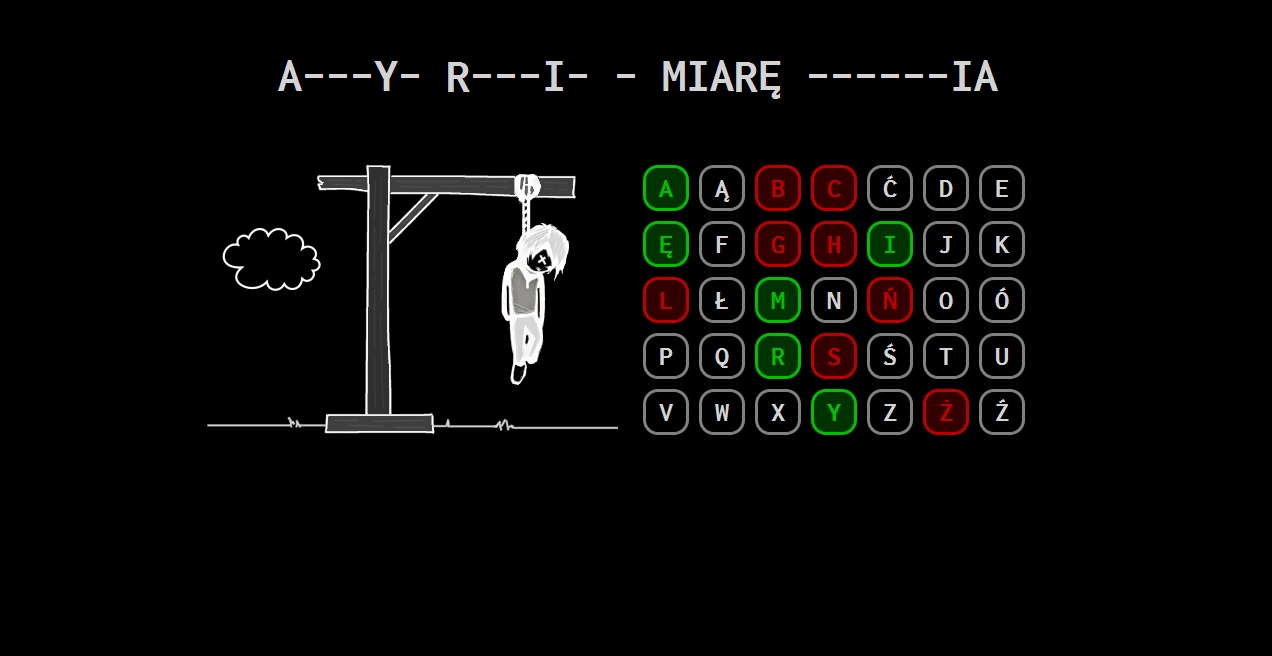 A---Y- R---I- - MIARĘ ------IA
A Ą B C Ć D E
Ę F G H I J K
L Ł M N Ń O Ó
P Q R S Ś T U
V W X Y Z Ż Ź